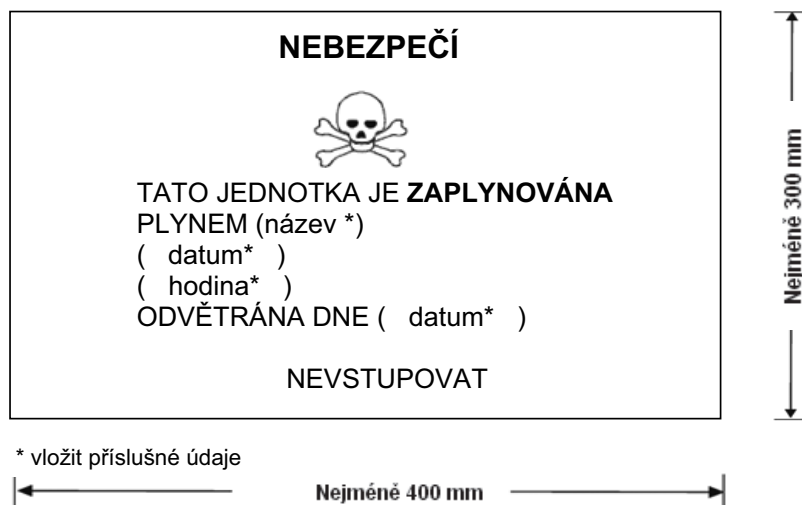 NEBEZPEČÍ
TATO JEDNOTKA JE ZAPLYNOVÁNA
PLYNEM (název *)
( datum* )
( hodina* )
ODVĚTRÁNA DNE ( datum* )
NEVSTUPOVAT
Nejméně 300 mm
* vložit příslušné údaje
Nejméně 400 mm